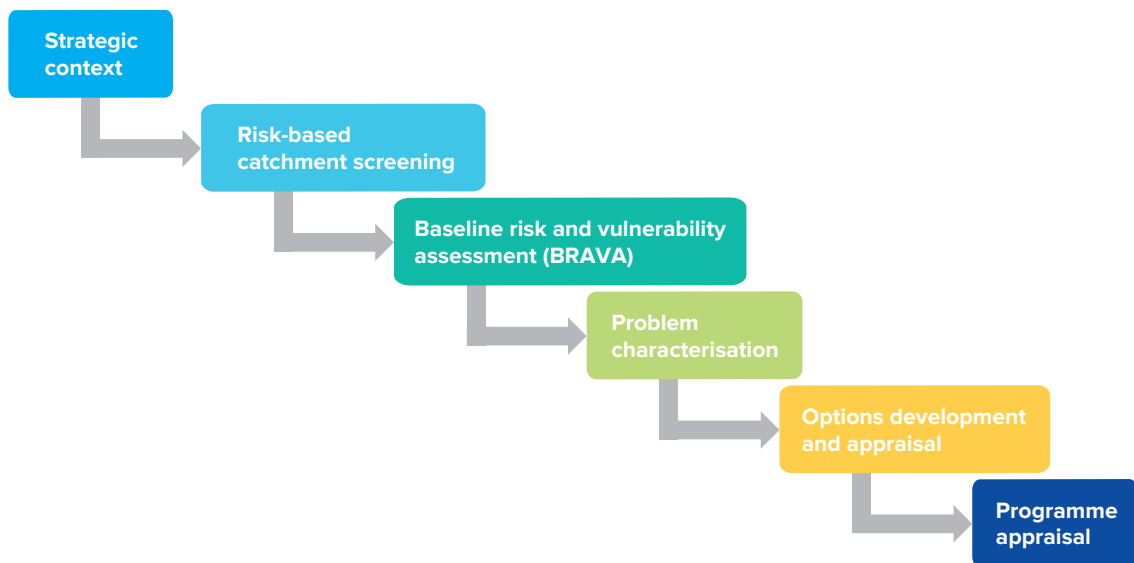 Strategic
context
Risk-based
catchment screening
Baseline risk and vulnerability
assessment (BRAVA)
Problem
characterisation
Options development
and appraisal
Programme
appraisal